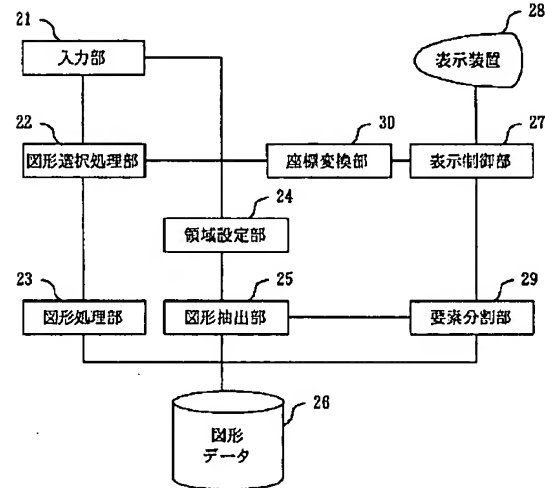 21
入力部
28
表示装置
22
図形選択処理部
30
座標変換部
27
表示制御部
24
領域設定部
23
図形処理部
25
図形抽出部
29
要素分割部
26
図形
データ